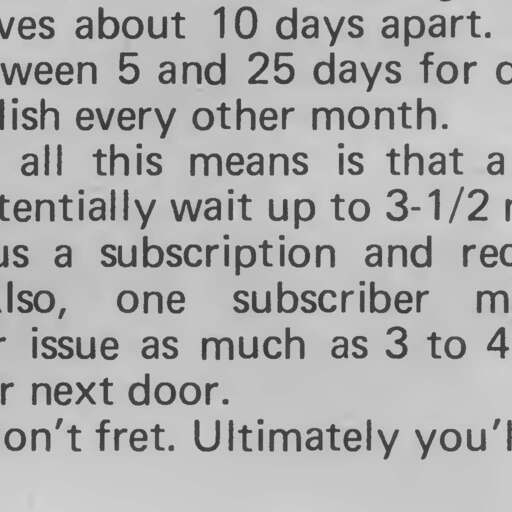 ves about 10 days apart.
ween 5 and 25 days for
lish every other month.
all this means is that a
tentially wait up to 3-1/2
us a subscription and rec
lso, one subscriber m
r issue as much as 3 to 4
r next door.
on't fret. Ultimately you'l